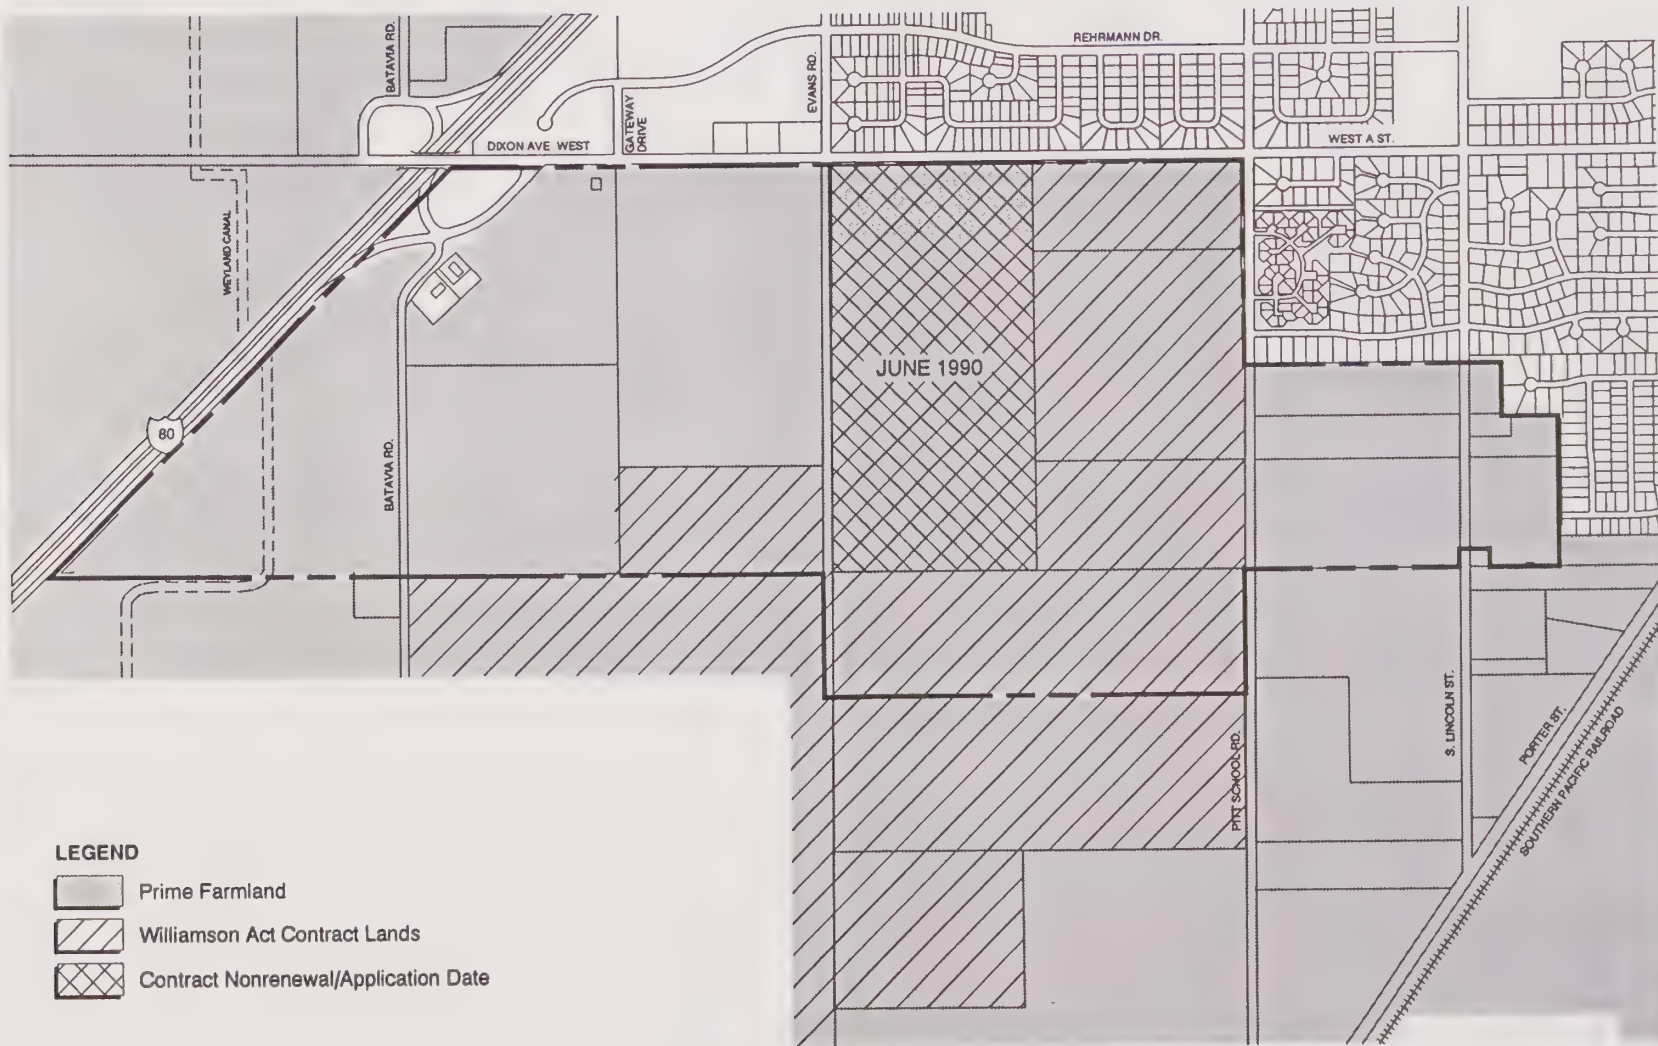 REHRMANN DR.
BATAVIA RD.
EVANS RD.
GATEWAY
DRIVE
DIXON AVE WEST
WEST A ST.
WEYLAND CANAL
JUNE 1990
80
BATAVIA RD.
PITT SCHOOL RD.
S. LINCOLN ST.
PORTER ST.
SOUTHERN PACIFIC RAILROAD
LEGEND
Prime Farmland
Williamson Act Contract Lands
Contract Nonrenewal/Application Date